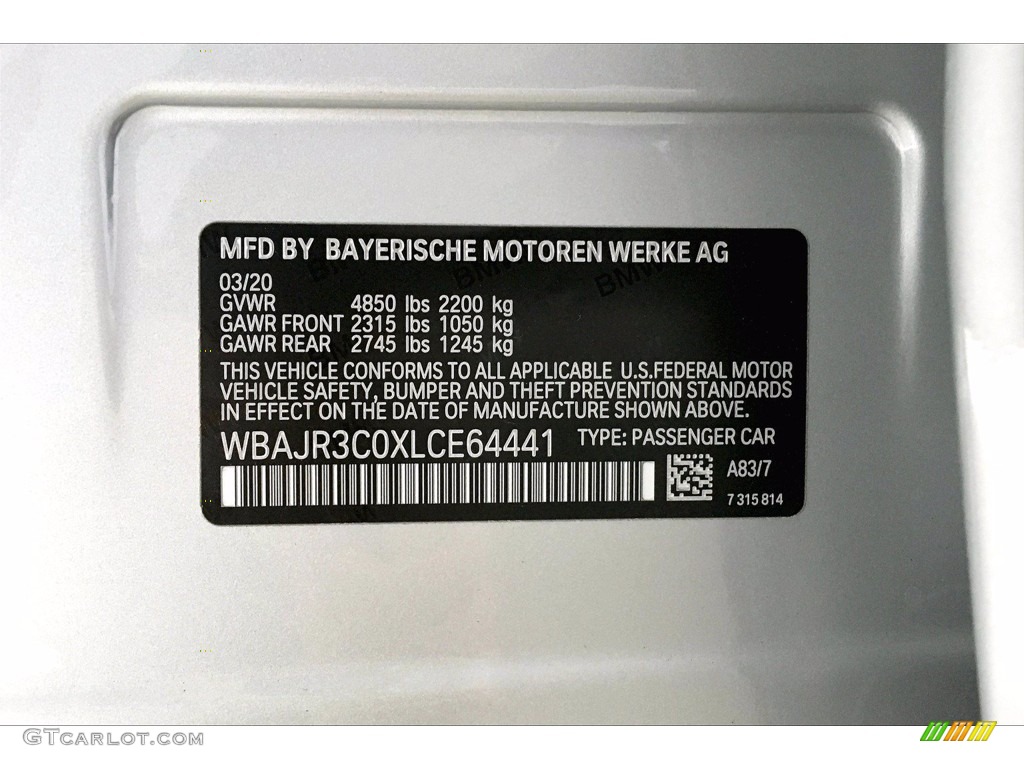 MFD BY BAYERISCHE MOTOREN WERKE AG
03/20
GVWR 4850 lbs 2200 kg
GAWR FRONT 2315 lbs 1050 kg
GAWR REAR 2745 lbs 1245 kg
THIS VEHICLE CONFORMS TO ALL APPLICABLE U.S.FEDERAL MOTOR
VEHICLE SAFETY, BUMPER AND THEFT PREVENTION STANDARDS
IN EFFECT ON THE DATE OF MANUFACTURE SHOWN ABOVE.
WBAJR3C0XLCE64441 TYPE: PASSENGER CAR
A83/7
7 315 814
GTcarlot.com